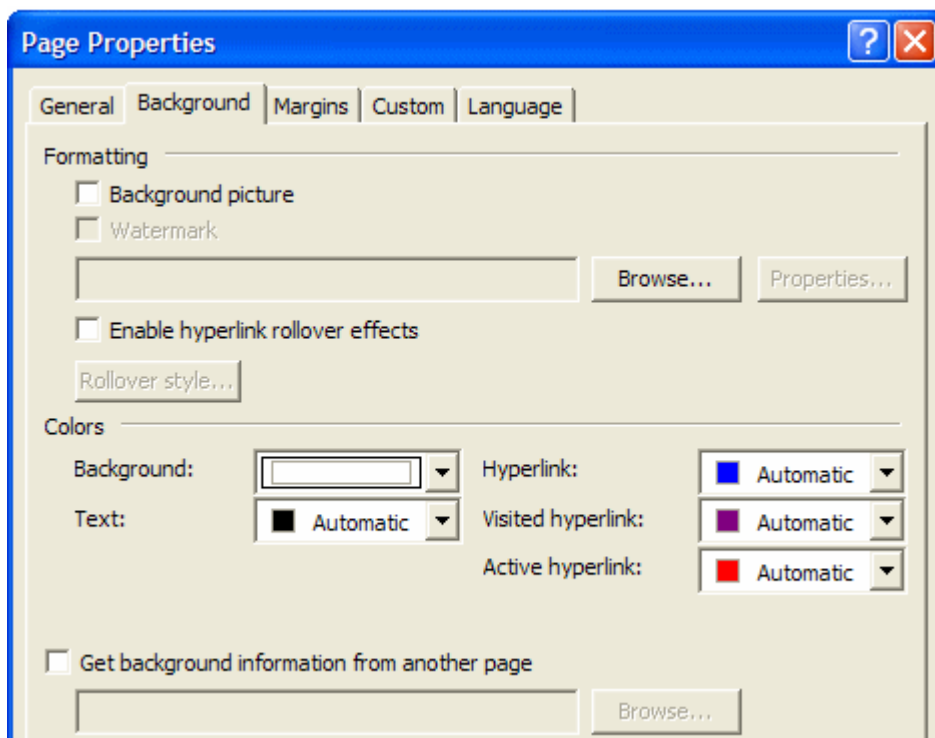 Page Properties
General Background Margins Custom Language
Formatting
Background picture
Watermark
Browse... Properties...
Enable hyperlink rollover effects
Rollover style...
Colors
Background: Hyperlink: Automatic
Text: Automatic Visited hyperlink: Automatic
Active hyperlink: Automatic
Get background information from another page
Browse...